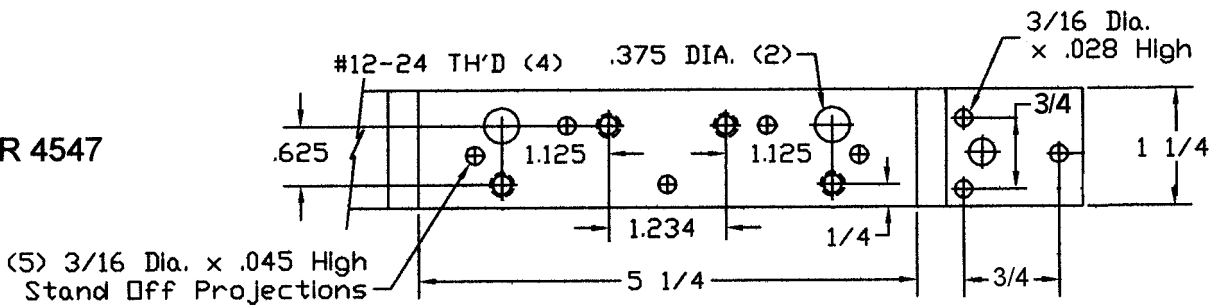 3/16 Dia.
x .028 High
#12-24 TH'D (4)
.375 DIA. (2)
3/4
R 4547
.625
1.125
1.125
1 1/4
1.234
1/4
(5) 3/16 Dia. x .045 High
Stand Off Projections
5 1/4
3/4